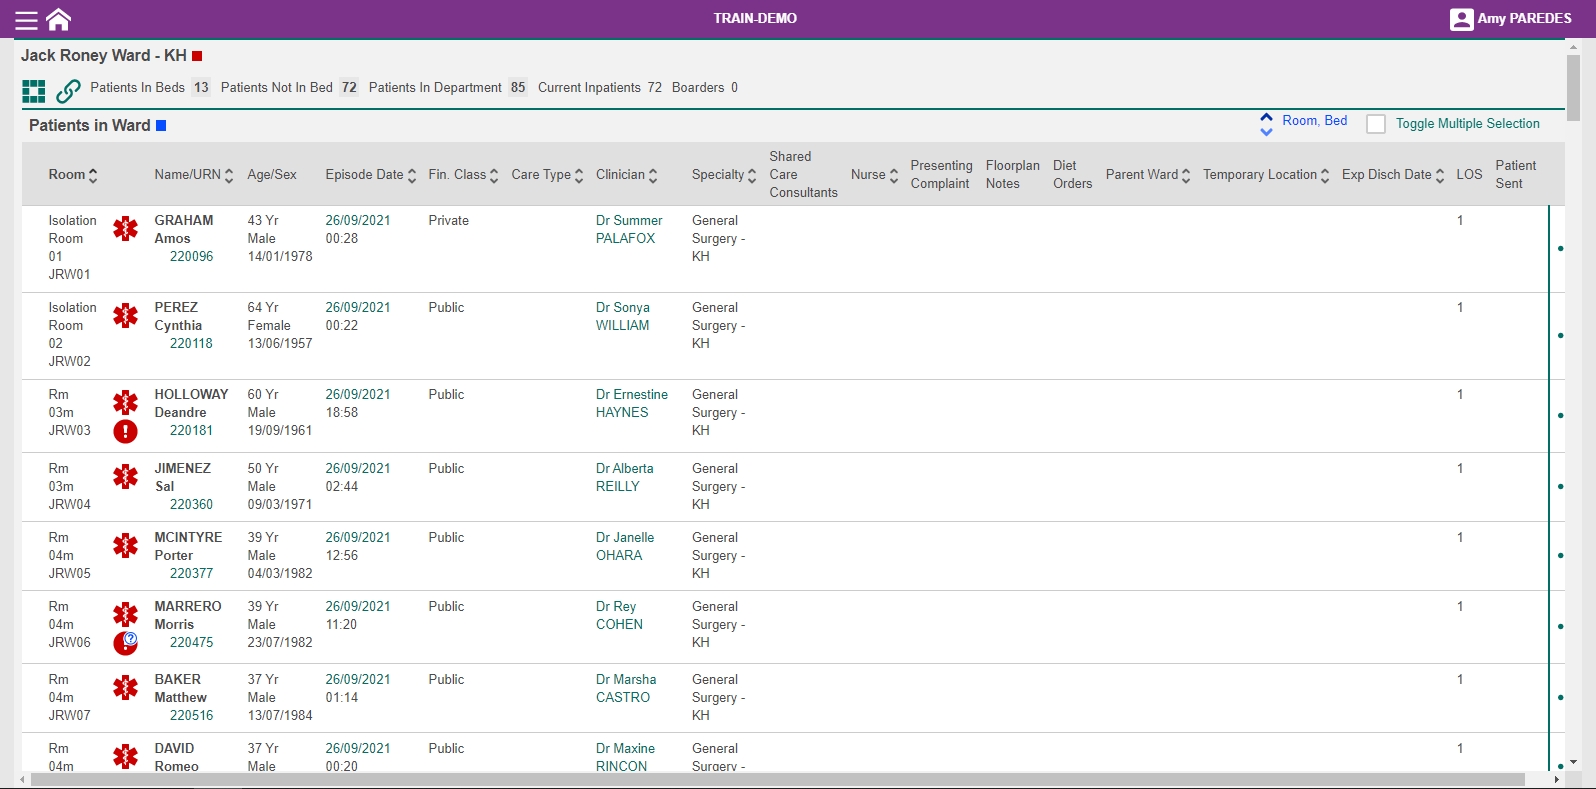 TRAIN-DEMO
Amy PAREDES
Jack Roney Ward - KH
Patients In Beds 13 Patients Not In Bed 72 Patients In Department 85 Current Inpatients 72 Boarders 0
Patients in Ward
Room, Bed
Toggle Multiple Selection
Room Name/URN Age/Sex Episode Date Fin. Class Care Type Clinician Specialty Shared Care Consultants Nurse Presenting Complaint Floorplan Notes Diet Orders Parent Ward Temporary Location Exp Disch Date LOS Patient Sent
Isolation GRAHAM 43 Yr 26/09/2021 Private Dr Summer General 1
Room Amos Male 00:28 PALAFOX Surgery -
01 220096 14/01/1978 KH
JRW01
Isolation PEREZ 64 Yr 26/09/2021 Public Dr Sonya General 1
Room Cynthia Female 00:22 WILLIAM Surgery -
02 220118 13/06/1957 KH
JRW02
Rm HOLLOWAY 60 Yr 26/09/2021 Public Dr Ernestine General 1
03m Deandre Male 18:58 HAYNES Surgery -
JRW03 220181 19/09/1961 KH
Rm JIMENEZ 50 Yr 26/09/2021 Public Dr Alberta General 1
03m Sal Male 02:44 REILLY Surgery -
JRW04 220360 09/03/1971 KH
Rm MCINTYRE 39 Yr 26/09/2021 Public Dr Janelle General 1
04m Porter Male 12:56 OHARA Surgery -
JRW05 220377 04/03/1982 KH
Rm MARRERO 39 Yr 26/09/2021 Public Dr Rey General 1
04m Morris Male 11:20 COHEN Surgery -
JRW06 220475 23/07/1982 KH
Rm BAKER 37 Yr 26/09/2021 Public Dr Marsha General 1
04m Matthew Male 01:14 CASTRO Surgery -
JRW07 220516 13/07/1984 KH
Rm DAVID 37 Yr 26/09/2021 Public Dr Maxine General 1
04m Romeo Male 00:20 RINCON Surgery -